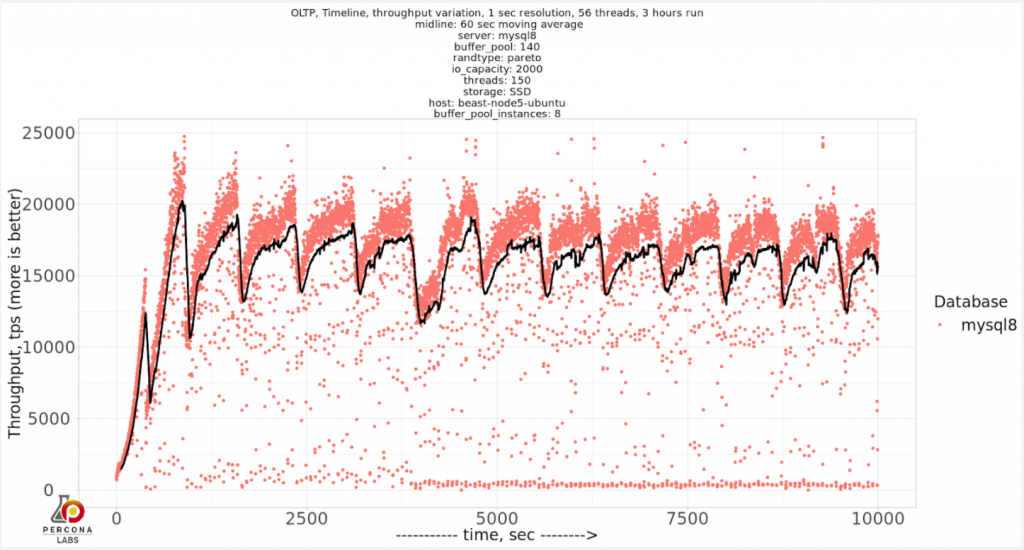 OLTP, Timeline, throughput variation, 1 sec resolution, 56 threads, 3 hours run
midline: 60 sec moving average
server: mysql8
buffer_pool: 140
randtype: pareto
io_capacity: 2000
threads: 150
storage: SSD
host: beast-node5-ubuntu
buffer_pool_instances: 8
Throughput, tps (more is better)
25000
20000
15000
10000
5000
0
0
2500
5000
7500
10000
----------- time, sec -------->
Database
mysql8
PERCONA
LABS